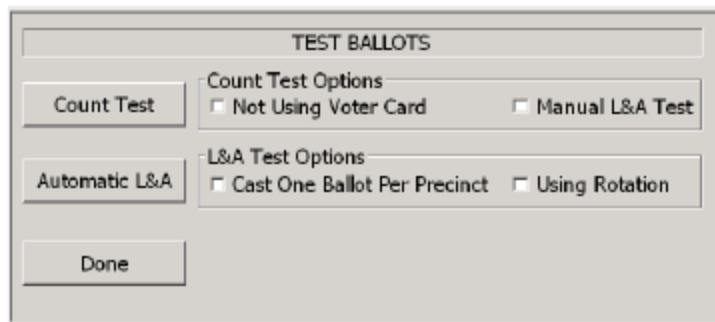 TEST BALLOTS
Count Test
Count Test Options
Not Using Voter Card Manual L&A Test
Automatic L&A
L&A Test Options
Cast One Ballot Per Precinct Using Rotation
Done